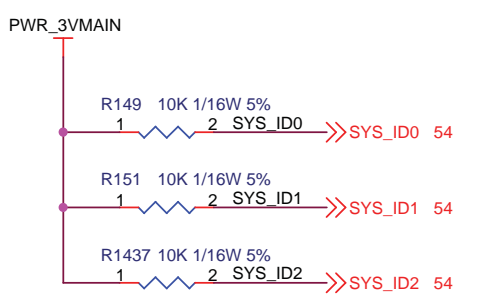 PWR_3VMAIN
R149 10K 1/16W 5%
1 2 SYS_ID0 SYS_ID0 54
R151 10K 1/16W 5%
1 2 SYS_ID1 SYS_ID1 54
R1437 10K 1/16W 5%
1 2 SYS_ID2 SYS_ID2 54